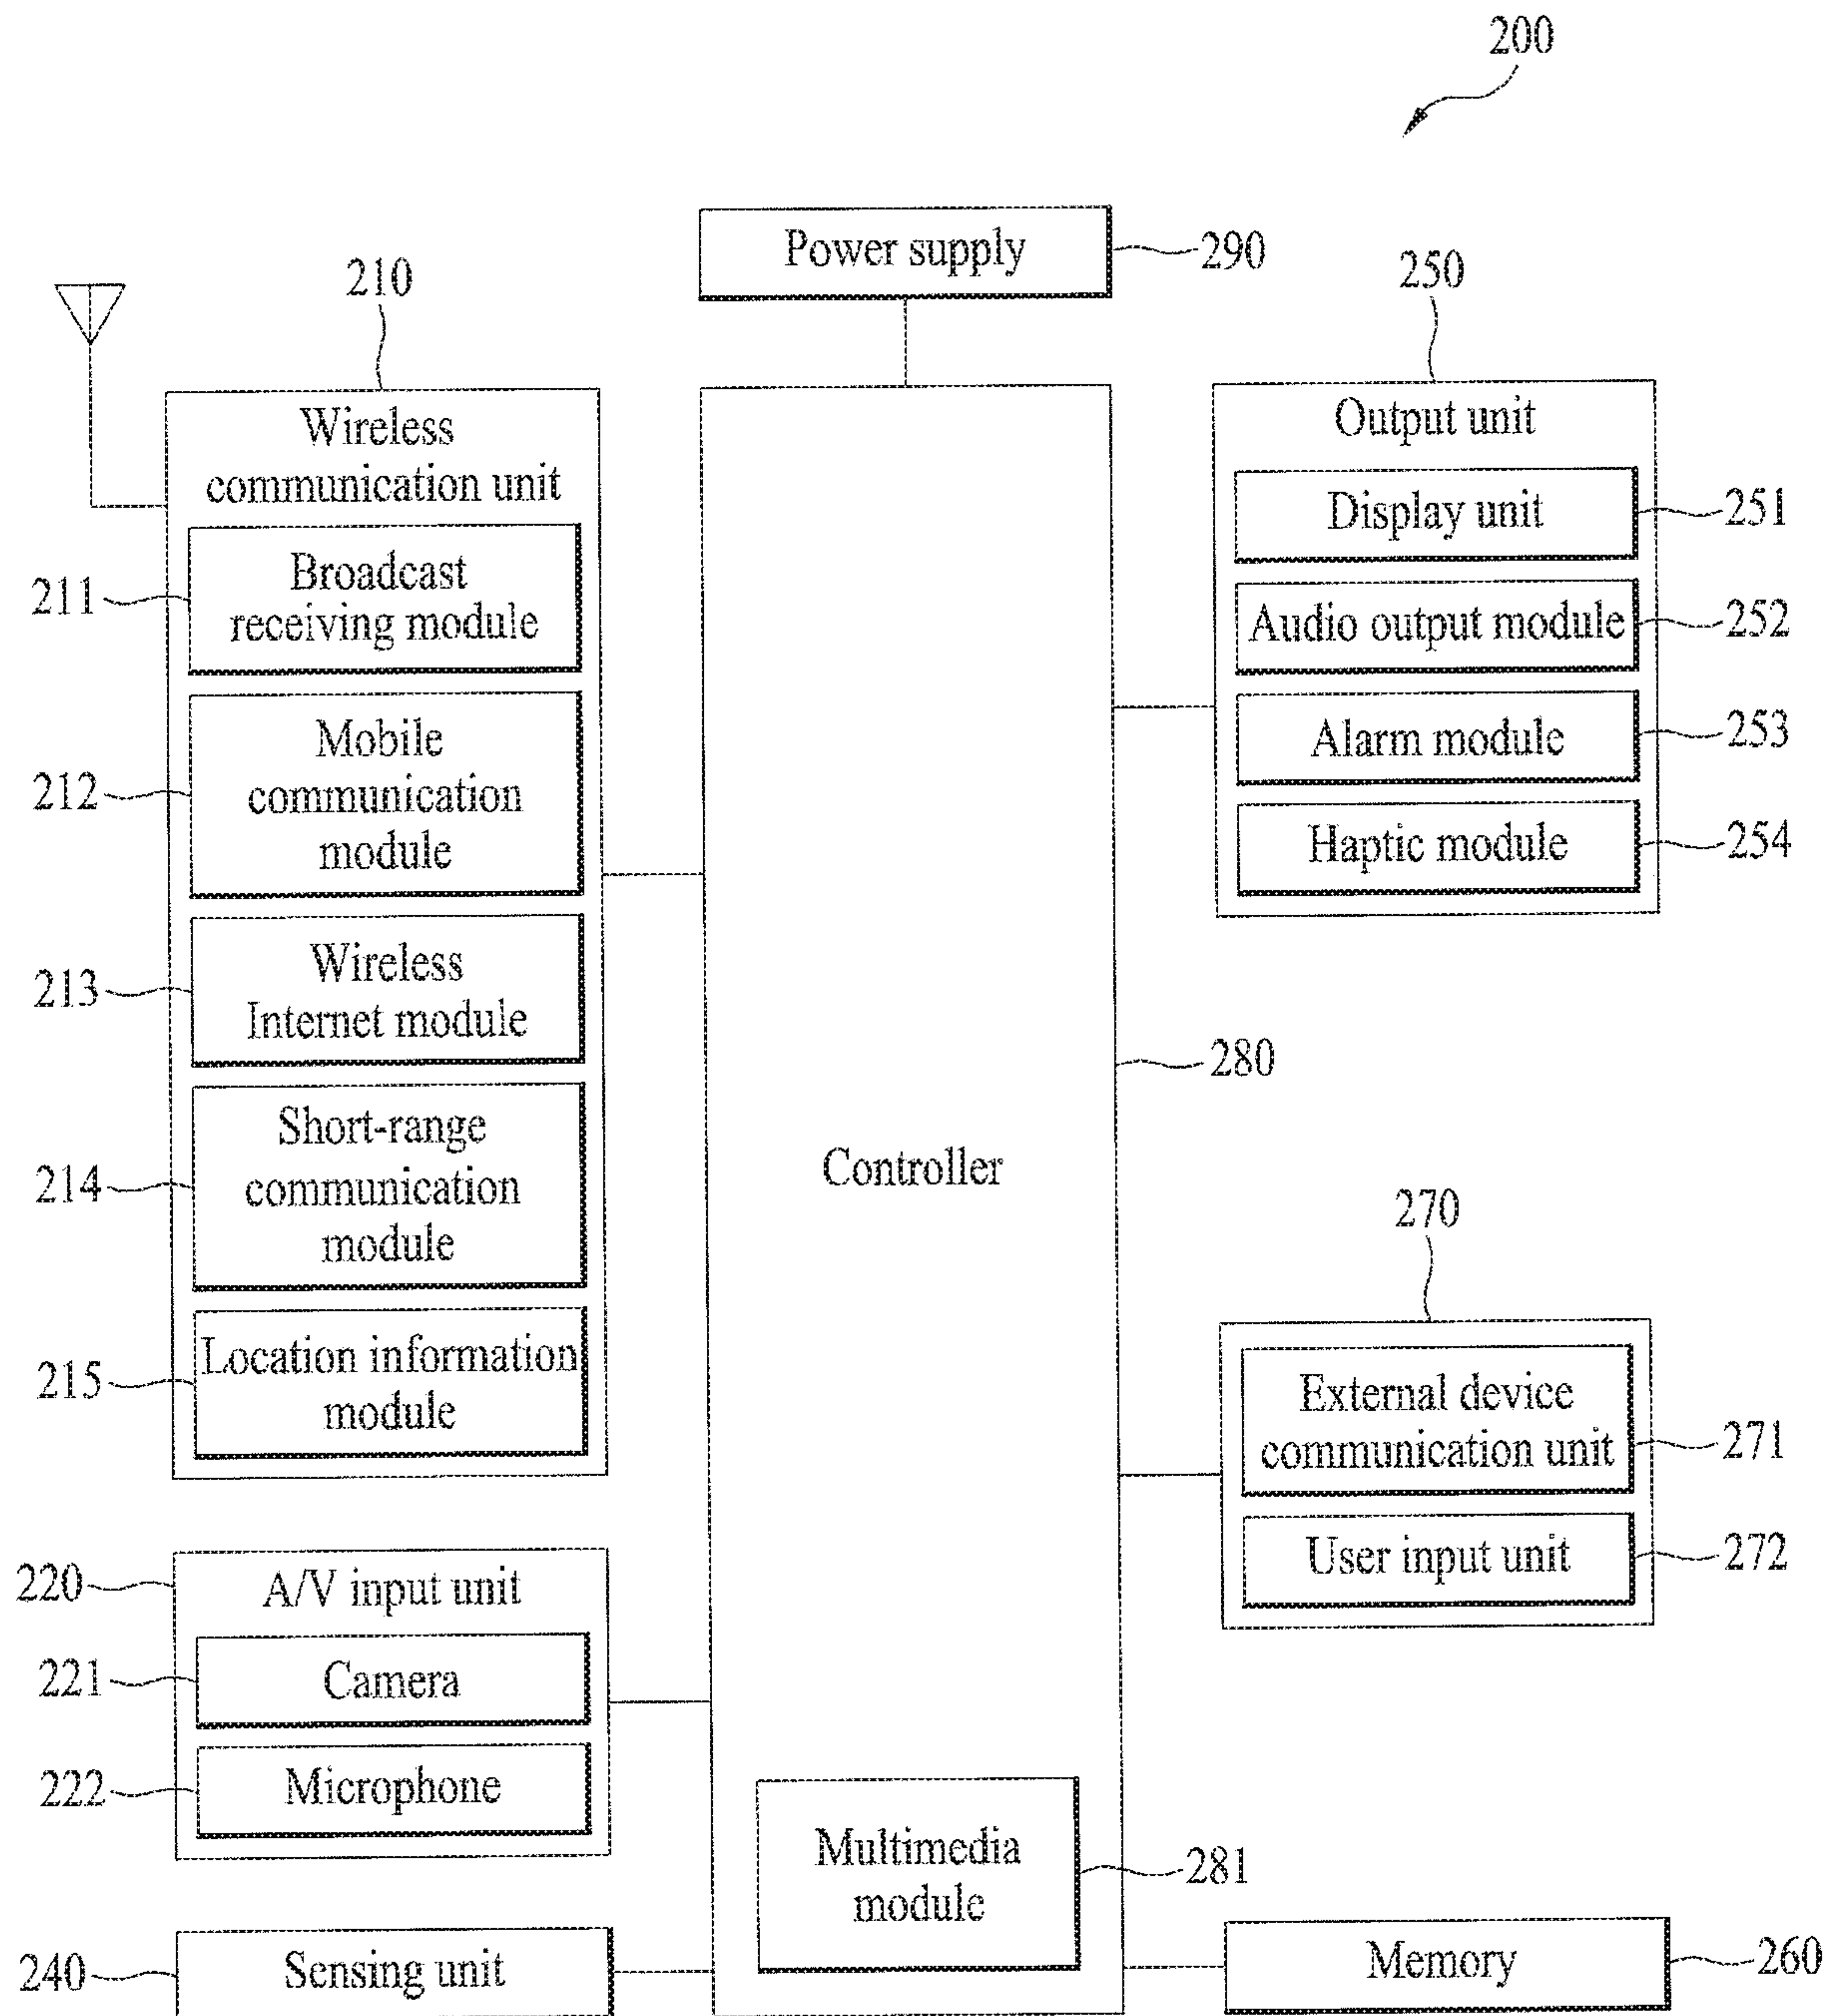 200
Power supply
290
210
250
Wireless
communication unit
Output unit
Display unit
251
Broadcast
receiving module
211
Audio output module
252
Mobile
communication
module
212
Alarm module
253
Haptic module
254
Wireless
Internet module
213
280
Short-range
communication
module
214
Controller
270
Location information
module
215
External device
communication unit
271
User input unit
272
220
A/V input unit
221
Camera
222
Microphone
Multimedia
module
281
240
Sensing unit
Memory
260